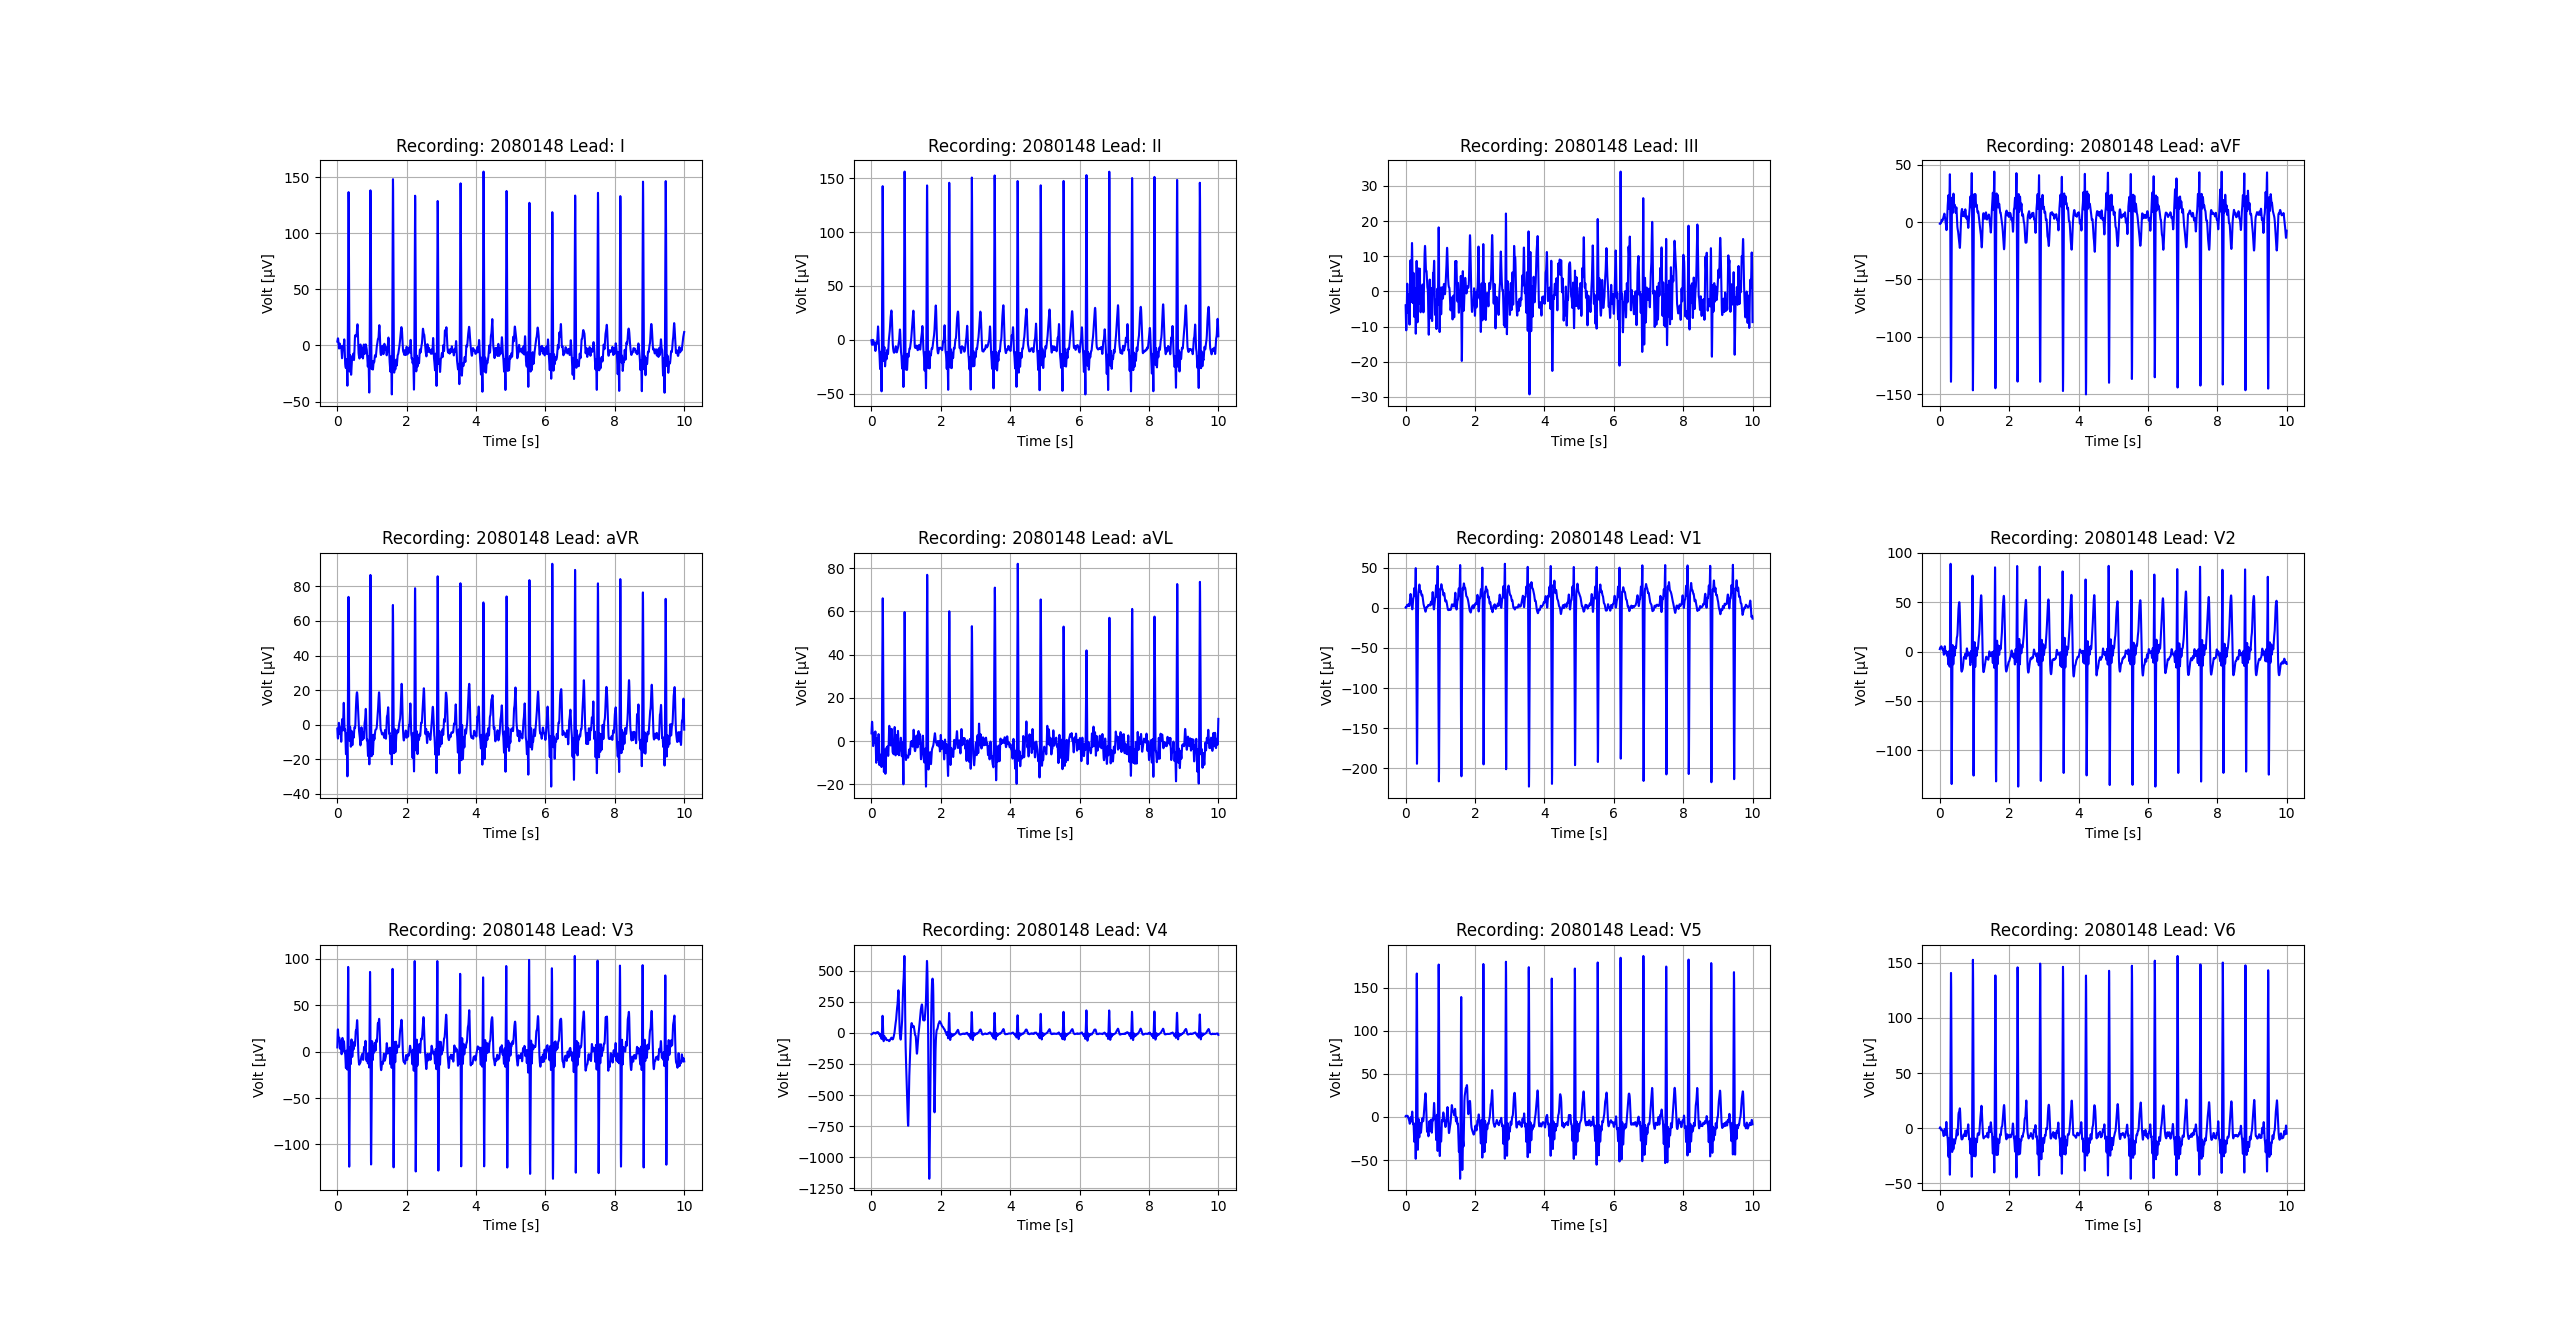 Recording: 2080148 Lead: I
150
100
50
0
−50
Volt [µV]
0 2 4 6 8 10
Time [s]
Recording: 2080148 Lead: II
150
100
50
0
−50
Volt [µV]
0 2 4 6 8 10
Time [s]
Recording: 2080148 Lead: III
30
20
10
0
−10
−20
−30
Volt [µV]
0 2 4 6 8 10
Time [s]
Recording: 2080148 Lead: aVF
50
0
−50
−100
−150
Volt [µV]
0 2 4 6 8 10
Time [s]
Recording: 2080148 Lead: aVR
80
60
40
20
0
−20
−40
Volt [µV]
0 2 4 6 8 10
Time [s]
Recording: 2080148 Lead: aVL
80
60
40
20
0
−20
Volt [µV]
0 2 4 6 8 10
Time [s]
Recording: 2080148 Lead: V1
50
0
−50
−100
−150
−200
Volt [µV]
0 2 4 6 8 10
Time [s]
Recording: 2080148 Lead: V2
100
50
0
−50
−100
Volt [µV]
0 2 4 6 8 10
Time [s]
Recording: 2080148 Lead: V3
100
50
0
−50
−100
Volt [µV]
0 2 4 6 8 10
Time [s]
Recording: 2080148 Lead: V4
500
250
0
−250
−500
−750
−1000
−1250
Volt [µV]
0 2 4 6 8 10
Time [s]
Recording: 2080148 Lead: V5
150
100
50
0
−50
Volt [µV]
0 2 4 6 8 10
Time [s]
Recording: 2080148 Lead: V6
150
100
50
0
−50
Volt [µV]
0 2 4 6 8 10
Time [s]